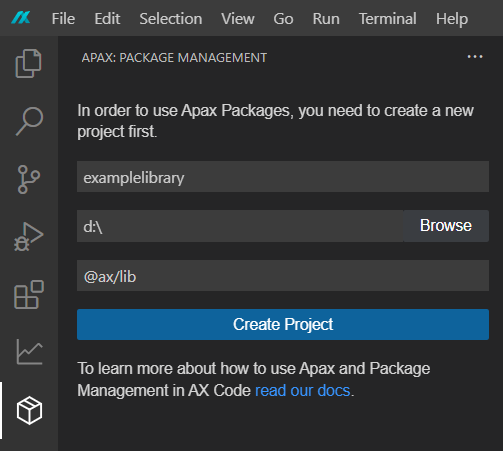 File Edit Selection View Go Run Terminal Help
APAX: PACKAGE MANAGEMENT
In order to use Apax Packages, you need to create a new
project first.
examplelibrary
d:\ Browse
@ax/lib
Create Project
To learn more about how to use Apax and Package
Management in AX Code read our docs.